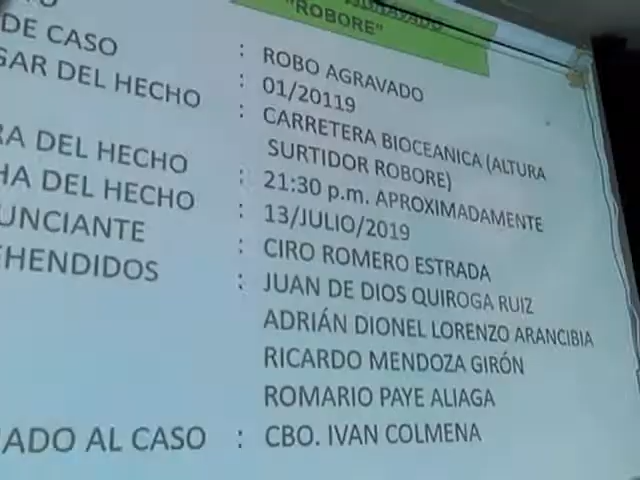 "ROBORE"
: ROBO AGRAVADO
DE CASO : 01/20119
GAR DEL HECHO : CARRETERA BIOCEANICA (ALTURA
SURTIDOR ROBORE)
RA DEL HECHO : 21:30 p.m. APROXIMADAMENTE
HA DEL HECHO : 13/JULIO/2019
UNCIANTE : CIRO ROMERO ESTRADA
EHENDIDOS : JUAN DE DIOS QUIROGA RUIZ
ADRIÁN DIONEL LORENZO ARANCIBIA
RICARDO MENDOZA GIRÓN
ROMARIO PAYE ALIAGA
ADO AL CASO : CBO. IVAN COLMENA